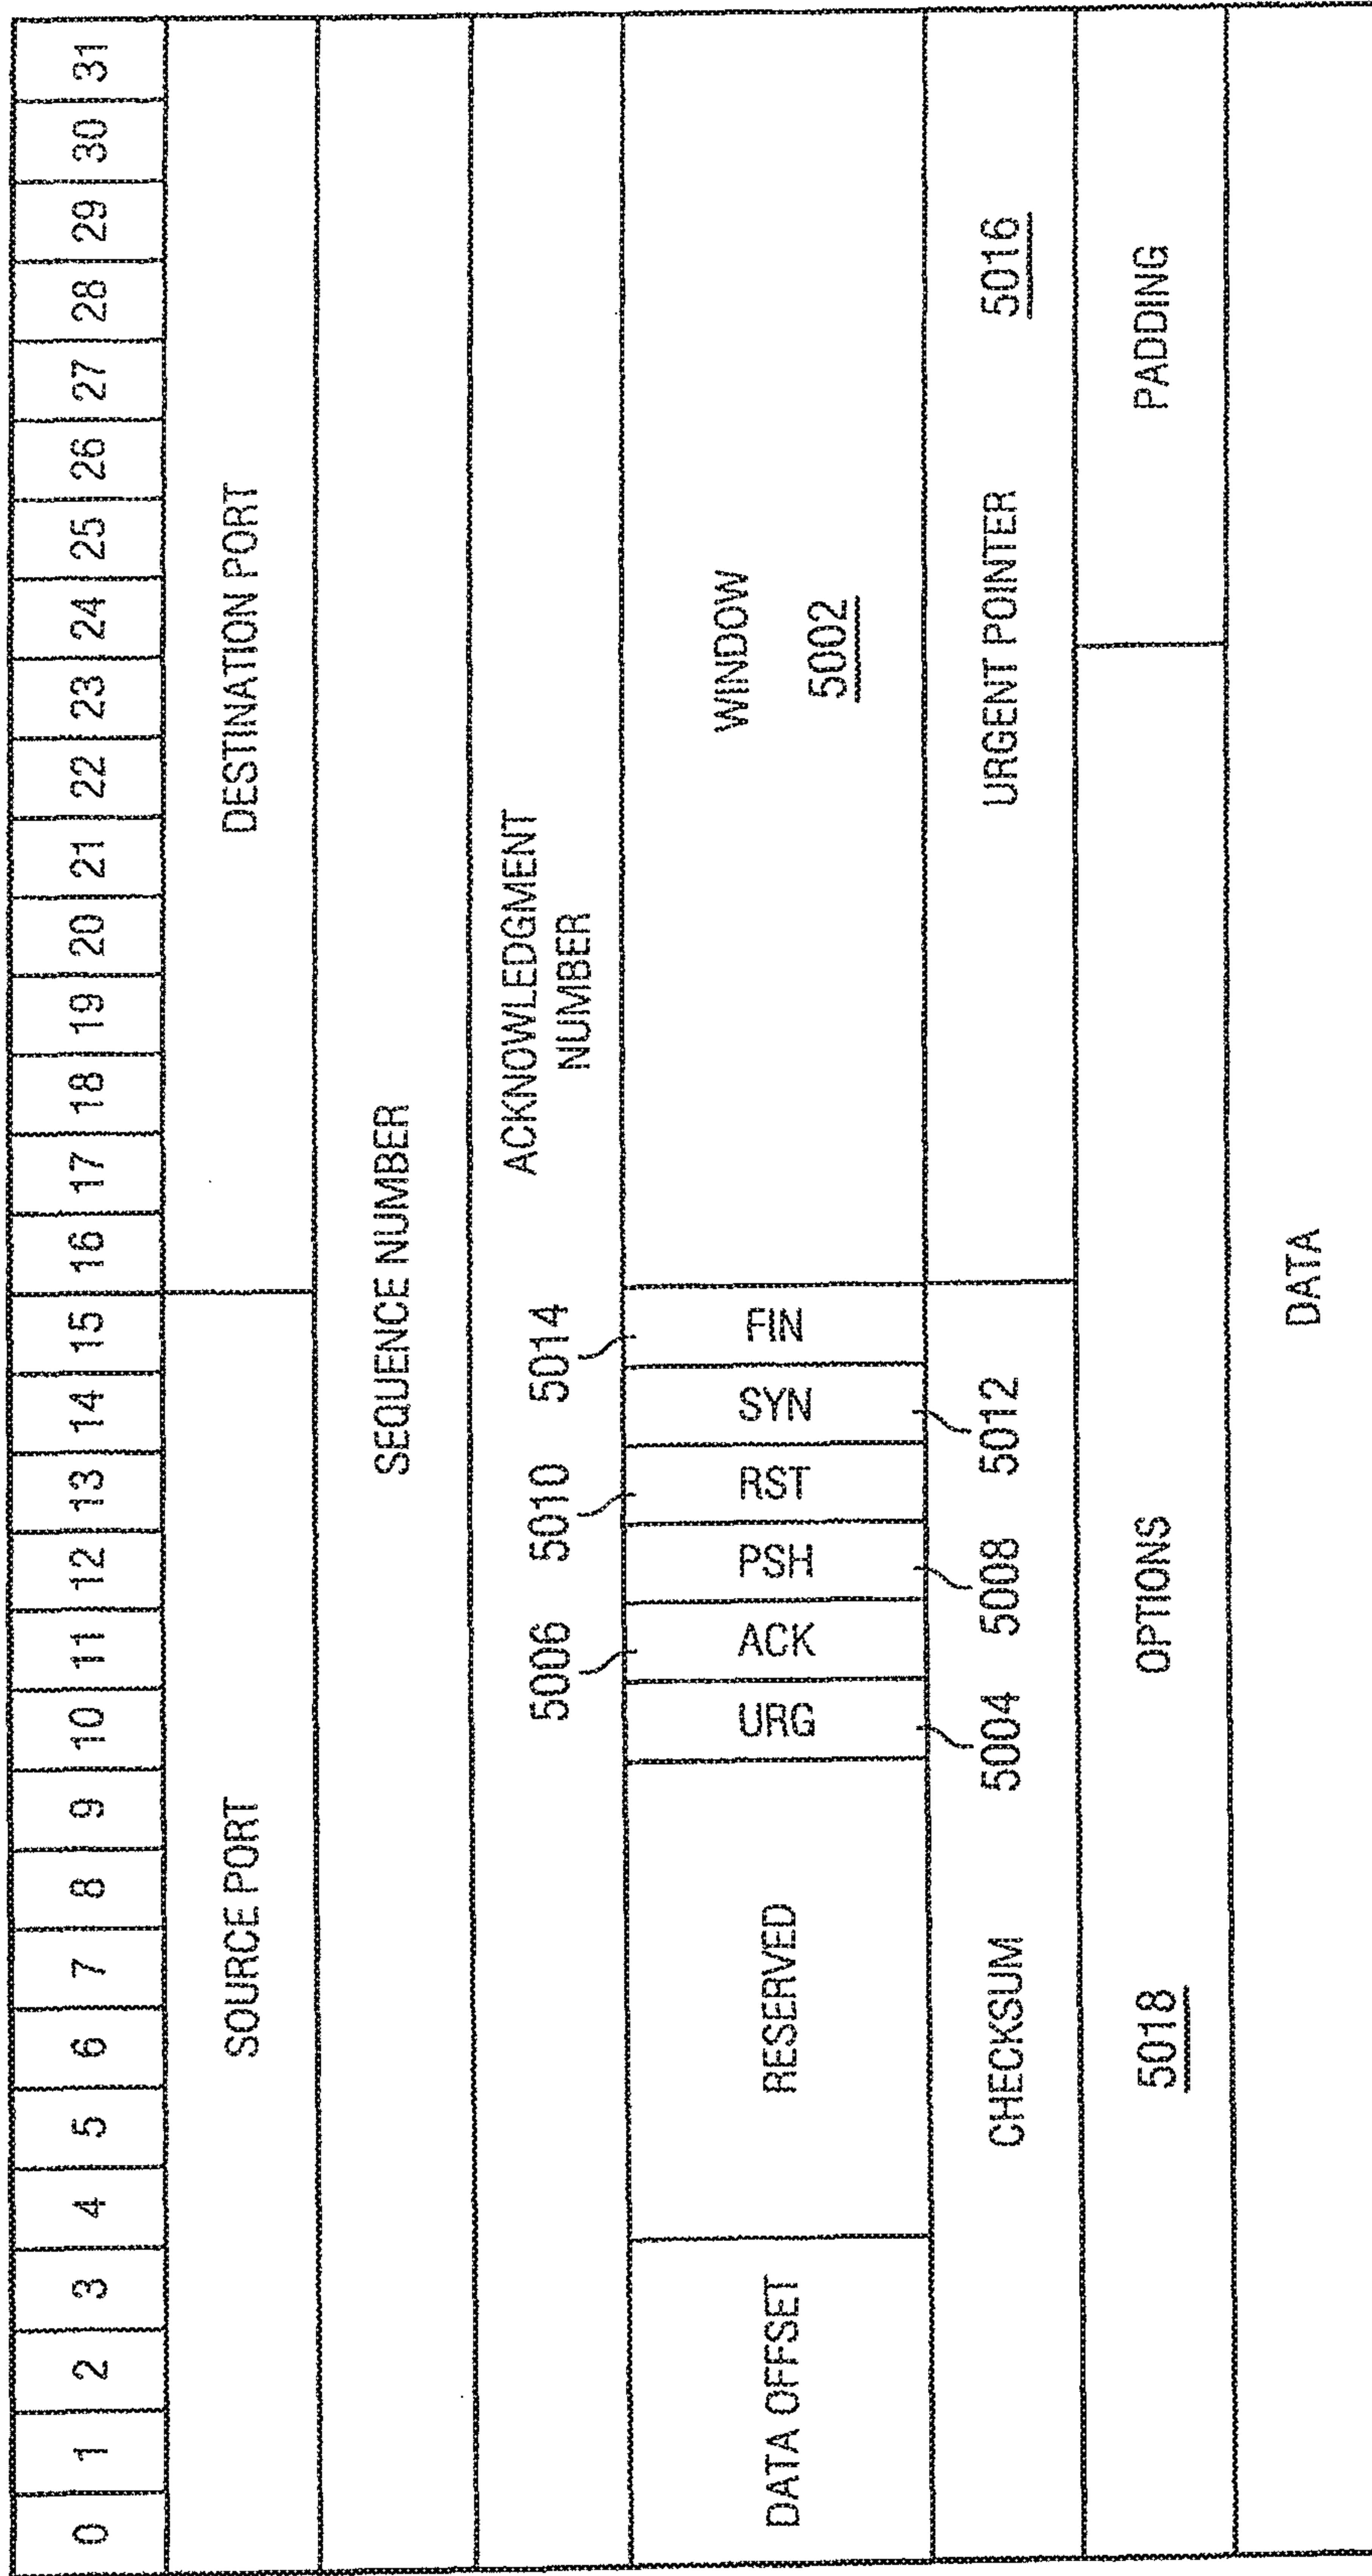 0 1 2 3 4 5 6 7 8 9 10 11 12 13 14 15 16 17 18 19 20 21 22 23 24 25 26 27 28 29 30 31
SOURCE PORT DESTINATION PORT
SEQUENCE NUMBER
ACKNOWLEDGMENT
NUMBER
5006 5010 5014
DATA OFFSET RESERVED URG ACK PSH RST SYN FIN WINDOW
5002
CHECKSUM 5004 5008 5012 URGENT POINTER 5016
5018 OPTIONS PADDING
DATA